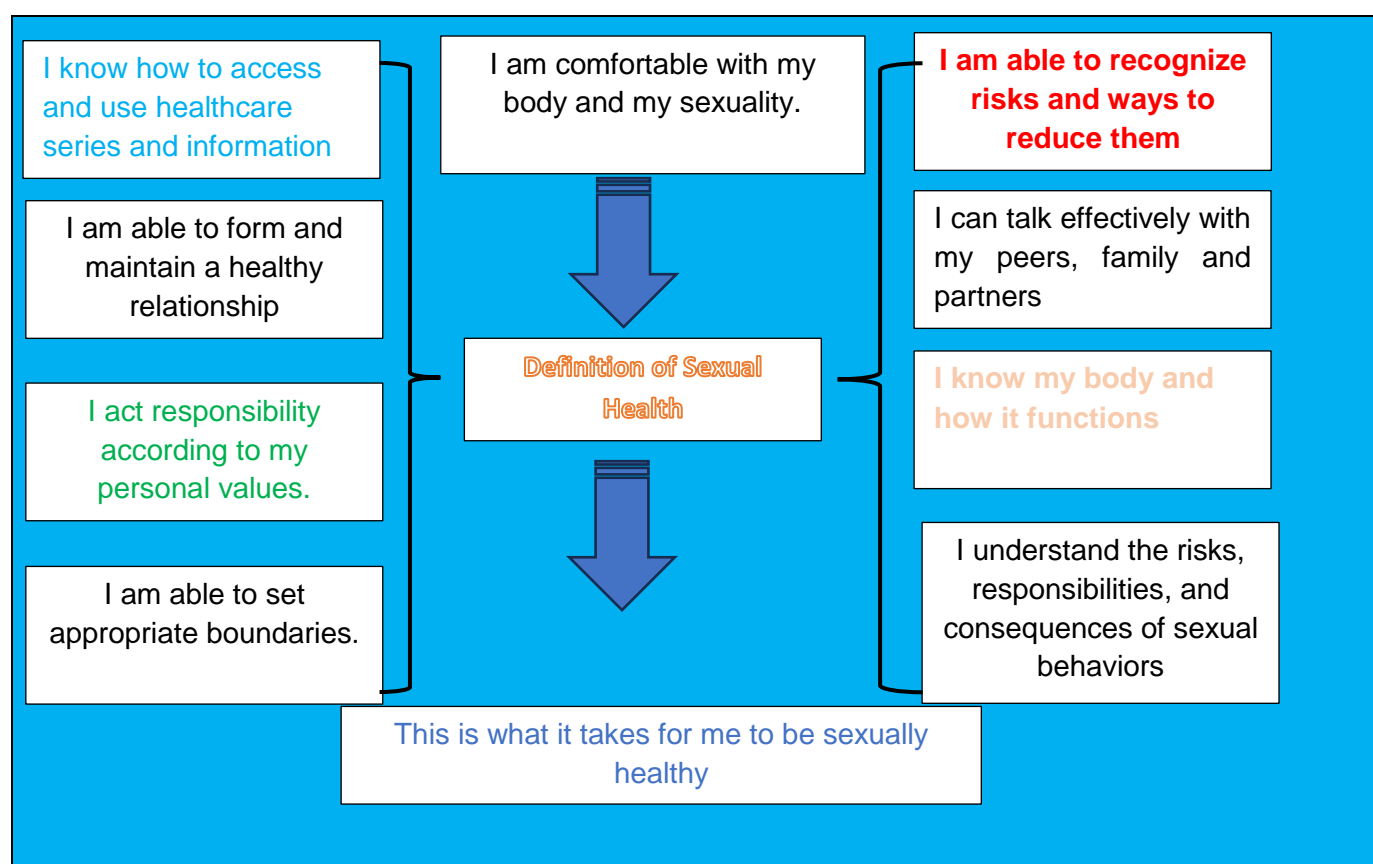 I know how to access
and use healthcare
series and information
I am able to form and
maintain a healthy
relationship
I act responsibility
according to my
personal values.
I am able to set
appropriate boundaries.
I am comfortable with my
body and my sexuality.
Definition of Sexual
Health
I am able to recognize
risks and ways to
reduce them
I can talk effectively with
my peers, family and
partners
I know my body and
how it functions
I understand the risks,
responsibilities, and
consequences of sexual
behaviors
This is what it takes for me to be sexually
healthy